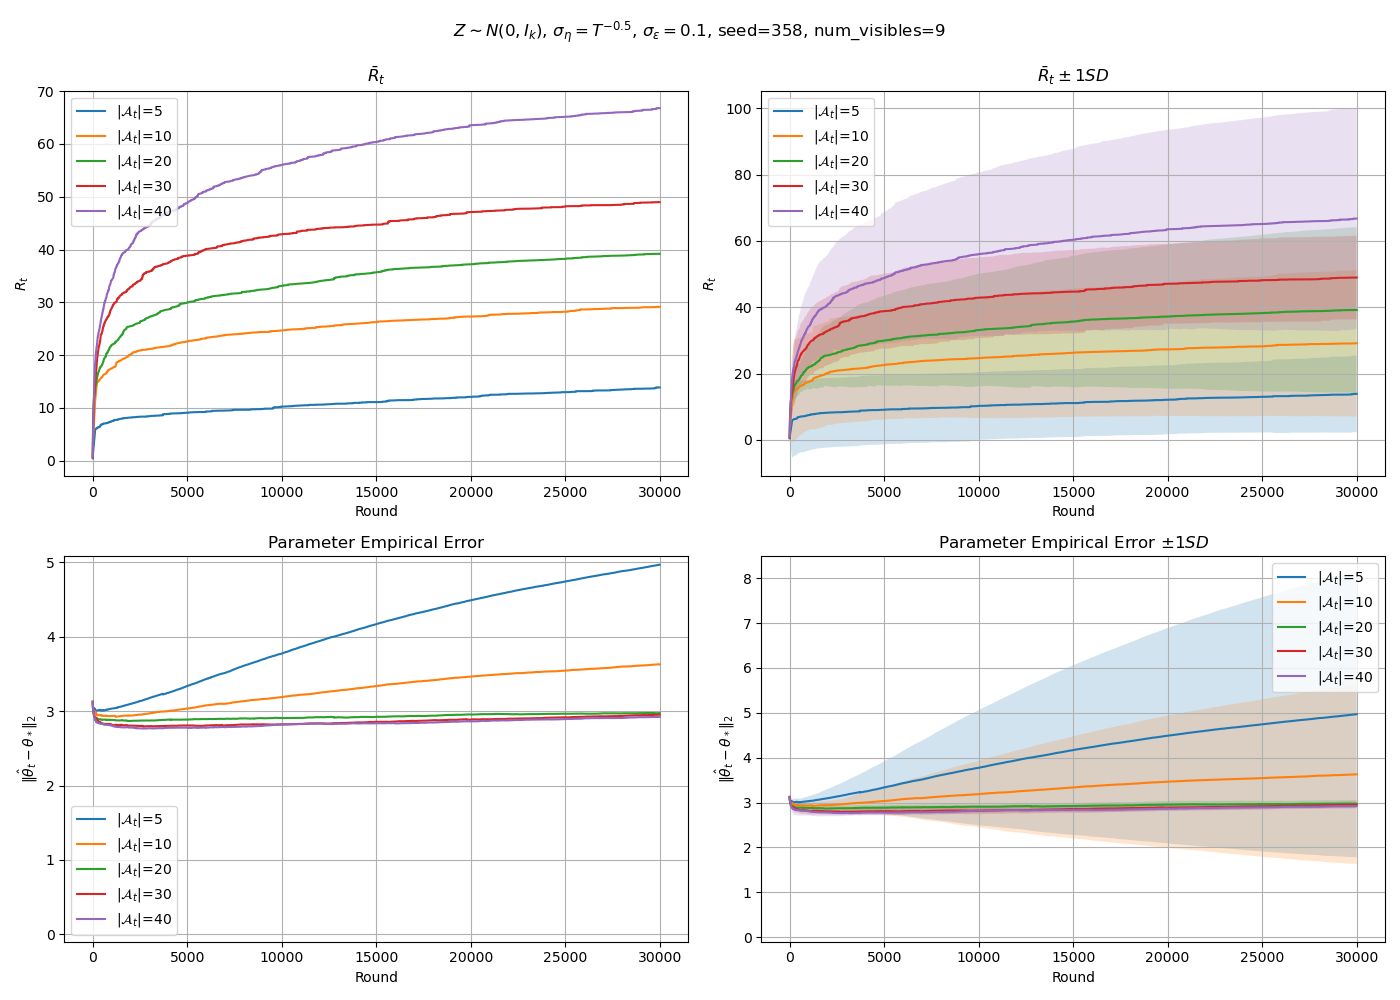 Z ∼ N(0, I_k), σ_η = T^{−0.5}, σ_ε = 0.1, seed=358, num_visibles=9
R̄_t
R_t
70
60
50
40
30
20
10
0
|𝒜_t|=5
|𝒜_t|=10
|𝒜_t|=20
|𝒜_t|=30
|𝒜_t|=40
0 5000 10000 15000 20000 25000 30000
Round
R̄_t ± 1SD
R_t
100
80
60
40
20
0
|𝒜_t|=5
|𝒜_t|=10
|𝒜_t|=20
|𝒜_t|=30
|𝒜_t|=40
0 5000 10000 15000 20000 25000 30000
Round
Parameter Empirical Error
‖θ̂_t − θ_*‖_2
5
4
3
2
1
0
|𝒜_t|=5
|𝒜_t|=10
|𝒜_t|=20
|𝒜_t|=30
|𝒜_t|=40
0 5000 10000 15000 20000 25000 30000
Round
Parameter Empirical Error ±1SD
‖θ̂_t − θ_*‖_2
8
7
6
5
4
3
2
1
0
|𝒜_t|=5
|𝒜_t|=10
|𝒜_t|=20
|𝒜_t|=30
|𝒜_t|=40
0 5000 10000 15000 20000 25000 30000
Round